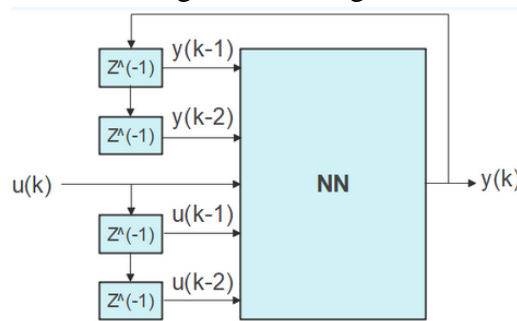 y(k-1)
Z^(-1)
y(k-2)
Z^(-1)
u(k)
NN
y(k)
u(k-1)
Z^(-1)
u(k-2)
Z^(-1)